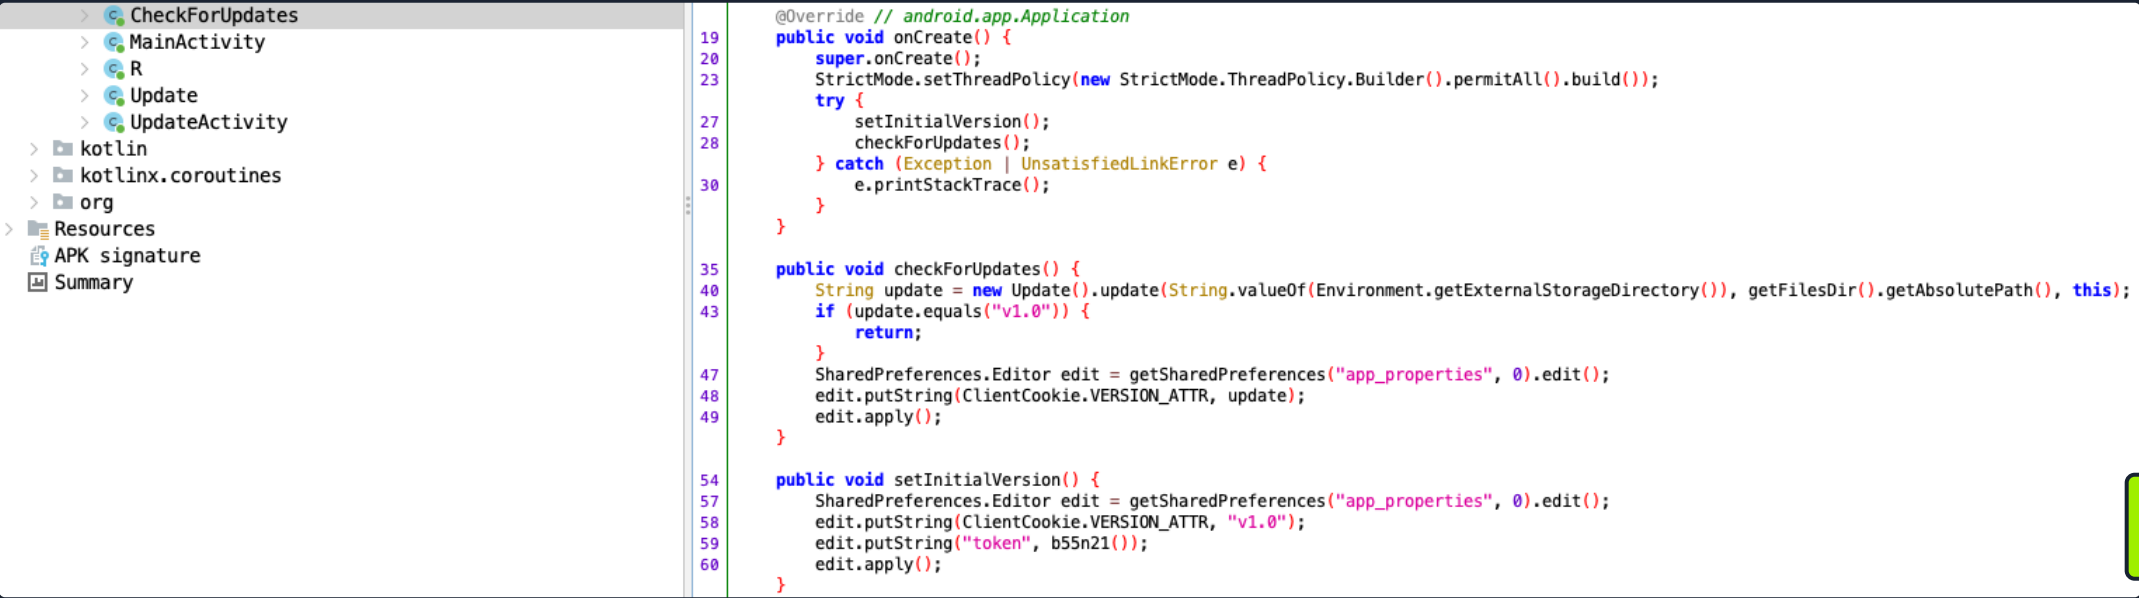 CheckForUpdates
MainActivity
R
Update
UpdateActivity
kotlin
kotlinx.coroutines
org
Resources
APK signature
Summary
@Override // android.app.Application
19 public void onCreate() {
20 super.onCreate();
23 StrictMode.setThreadPolicy(new StrictMode.ThreadPolicy.Builder().permitAll().build());
try {
27 setInitialVersion();
28 checkForUpdates();
} catch (Exception | UnsatisfiedLinkError e) {
30 e.printStackTrace();
}
}
35 public void checkForUpdates() {
40 String update = new Update().update(String.valueOf(Environment.getExternalStorageDirectory()), getFilesDir().getAbsolutePath(), this);
43 if (update.equals("v1.0")) {
return;
}
47 SharedPreferences.Editor edit = getSharedPreferences("app_properties", 0).edit();
48 edit.putString(ClientCookie.VERSION_ATTR, update);
49 edit.apply();
}
54 public void setInitialVersion() {
57 SharedPreferences.Editor edit = getSharedPreferences("app_properties", 0).edit();
58 edit.putString(ClientCookie.VERSION_ATTR, "v1.0");
59 edit.putString("token", b55n21());
60 edit.apply();
}